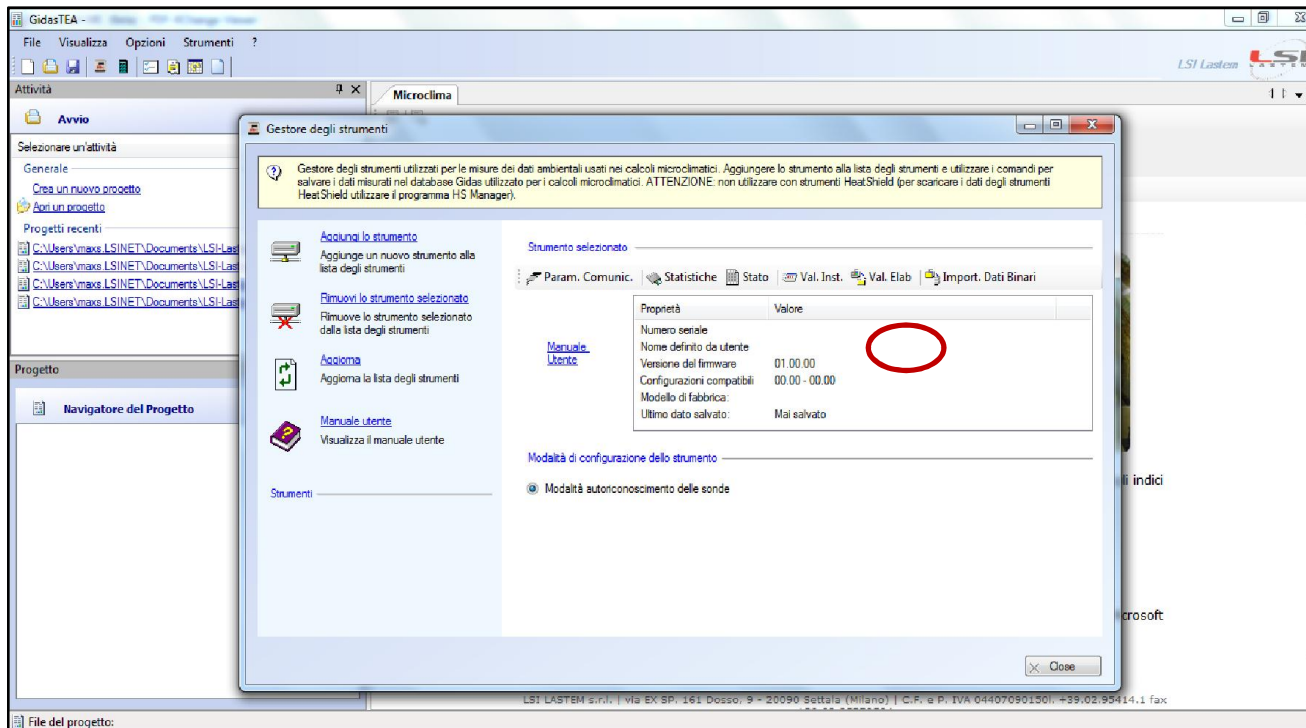 GidasTEA -
File Visualizza Opzioni Strumenti ?
LSI Lastem
LSI
LASTEM
Attività
Microclima
Avvio
Selezionare un'attività
Generale
Crea un nuovo progetto
Apri un progetto
Progetti recenti
C:\Users\maxs.LSINET\Documents\LSI-Las
C:\Users\maxs.LSINET\Documents\LSI-Las
C:\Users\maxs.LSINET\Documents\LSI-Las
C:\Users\maxs.LSINET\Documents\LSI-Las
Progetto
Navigatore del Progetto
Gestore degli strumenti
Gestore degli strumenti utilizzati per le misure dei dati ambientali usati nei calcoli microclimatici. Aggiungere lo strumento alla lista degli strumenti e utilizzare i comandi per
salvare i dati misurati nel database Gidas utilizzato per i calcoli microclimatici. ATTENZIONE: non utilizzare con strumenti HeatShield (per scaricare i dati degli strumenti
HeatShield utilizzare il programma HS Manager).
Aggiungi lo strumento
Aggiunge un nuovo strumento alla
lista degli strumenti
Rimuovi lo strumento selezionato
Rimuove lo strumento selezionato
dalla lista degli strumenti
Aggiorna
Aggiorna la lista degli strumenti
Manuale utente
Visualizza il manuale utente
Strumenti
Strumento selezionato
Param. Comunic. Statistiche Stato Val. Inst. Val. Elab Import. Dati Binari
Manuale
Utente
Proprietà Valore
Numero seriale
Nome definito da utente
Versione del firmware 01.00.00
Configurazioni compatibili 00.00 - 00.00
Modello di fabbrica:
Ultimo dato salvato: Mai salvato
Modalità di configurazione dello strumento
Modalità autoriconoscimento delle sonde
li indici
crosoft
Close
LSI LASTEM s.r.l. | via EX SP. 161 Dosso, 9 - 20090 Settala (Milano) | C.F. e P. IVA 04407090150, +39.02.95414.1 fax
File del progetto: